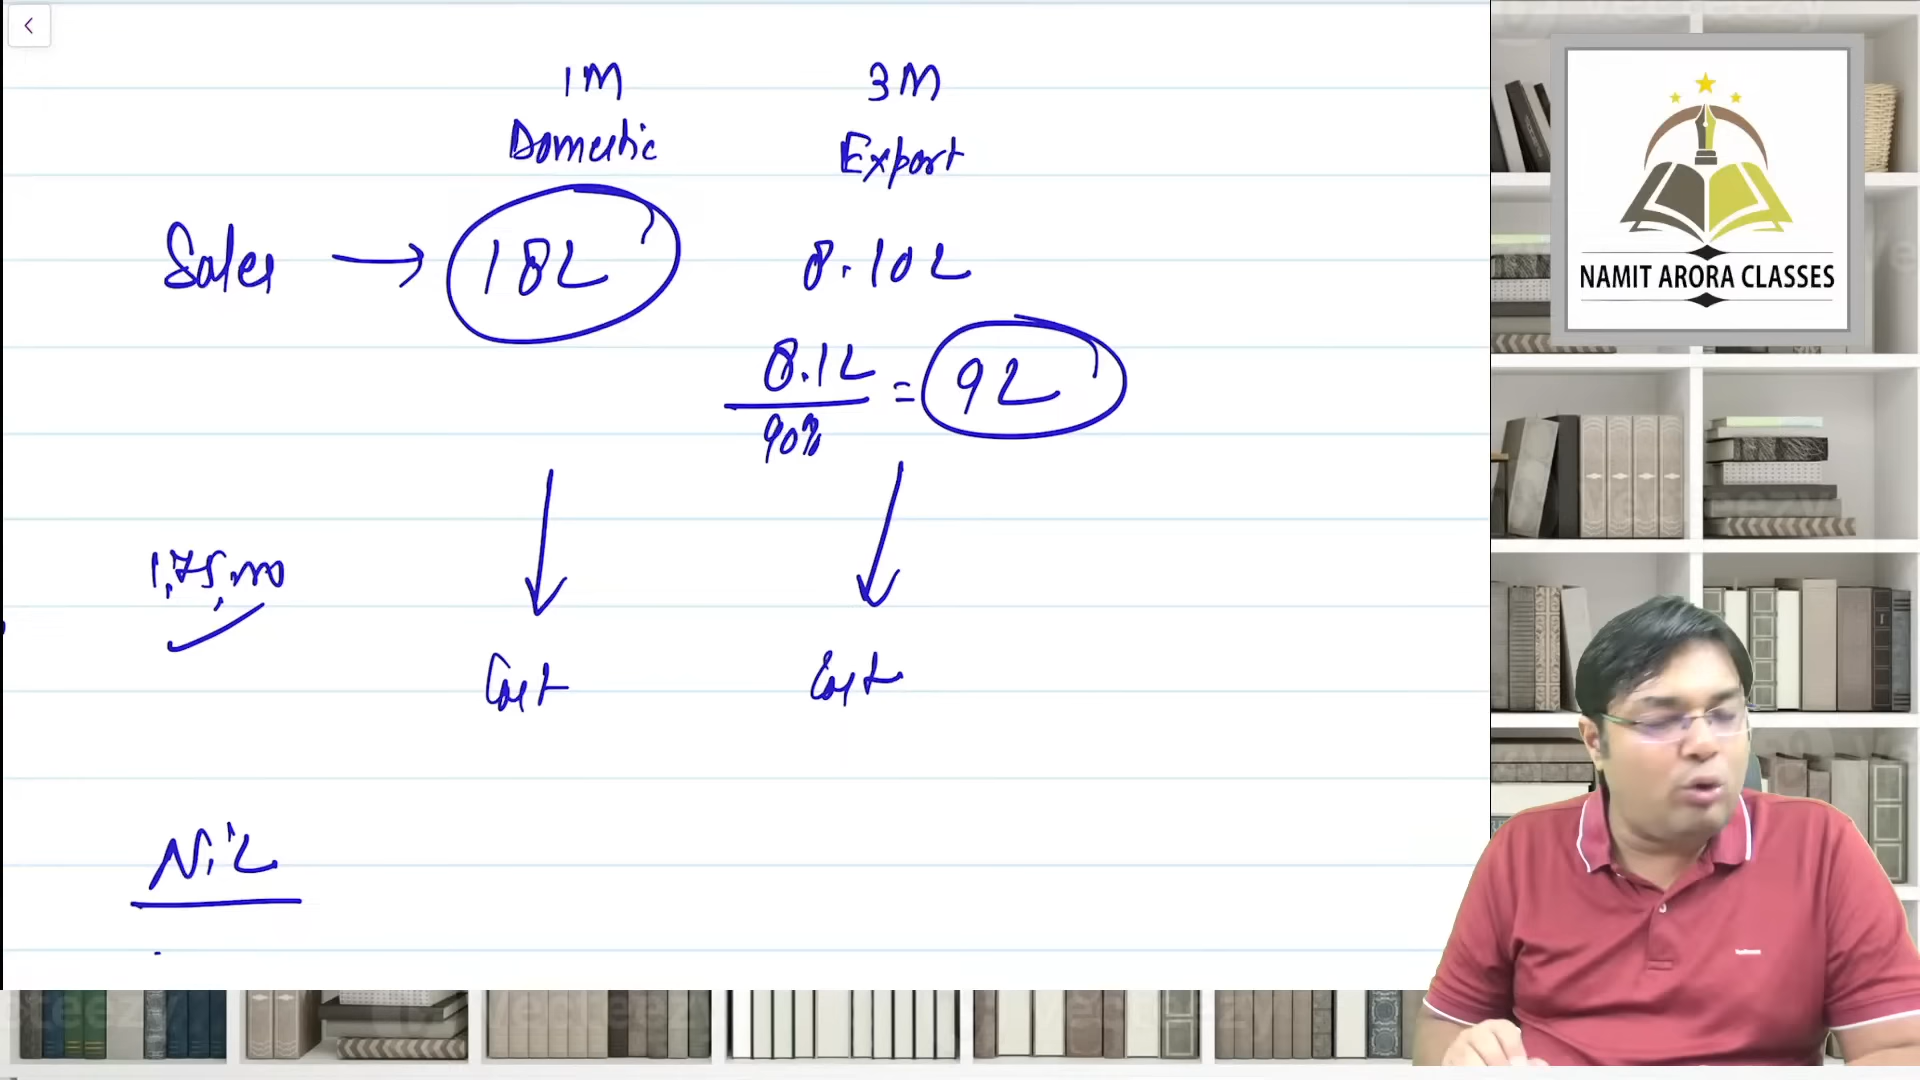 1M 3M
Domestic Export
Sales → 18L 8.10L
8.1L / 90% = 9L
1,75,000
Cost Cost
NIL
NAMIT ARORA CLASSES